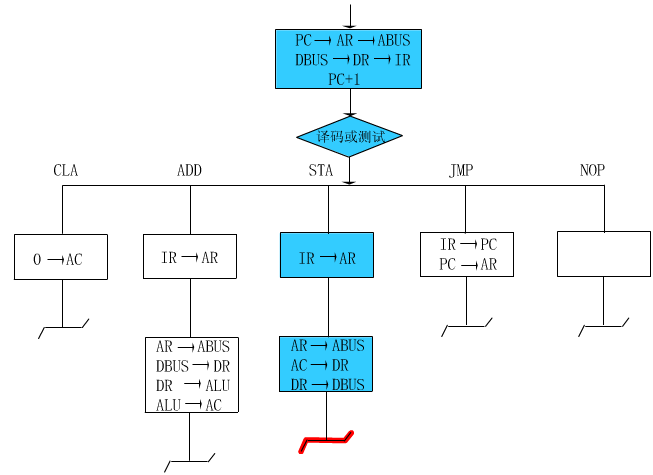 PC→AR→ABUS
DBUS→DR→IR
PC+1
译码或测试
CLA
ADD
STA
JMP
NOP
0→AC
IR→AR
IR→AR
IR→PC
PC→AR
AR→ABUS
DBUS→DR
DR→ALU
ALU→AC
AR→ABUS
AC→DR
DR→DBUS